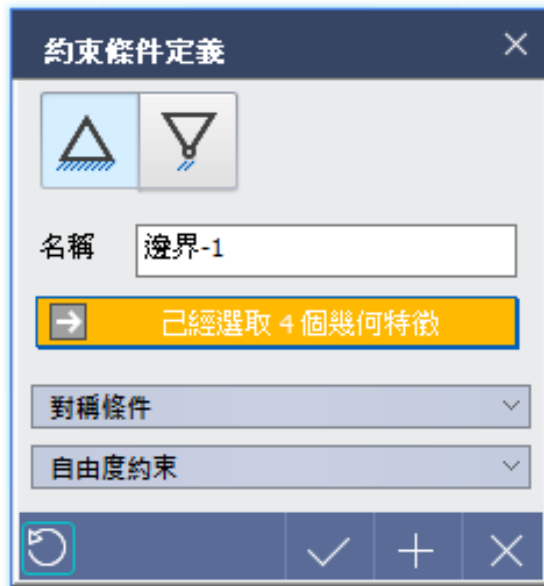 約束條件定義
名稱 邊界-1
已經選取 4 個幾何特徵
對稱條件
自由度約束